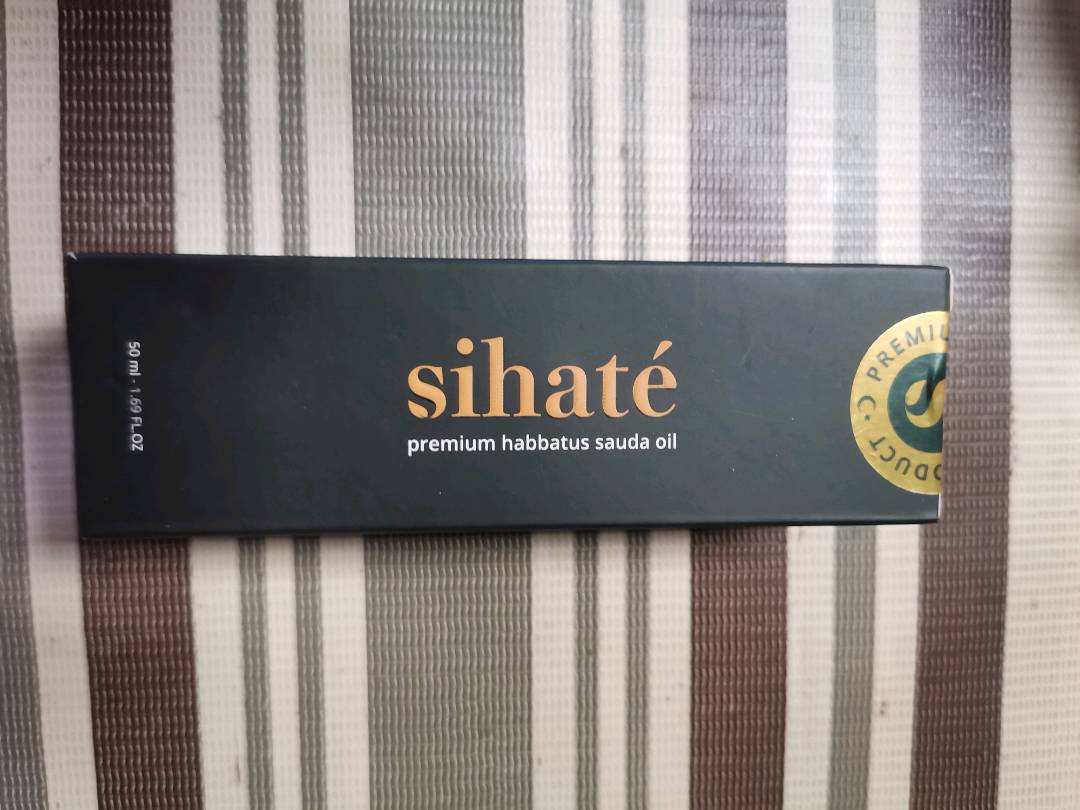 sihaté
premium habbatus sauda oil
50 ml - 1.69 FL.OZ
PREMIU
ODUCT